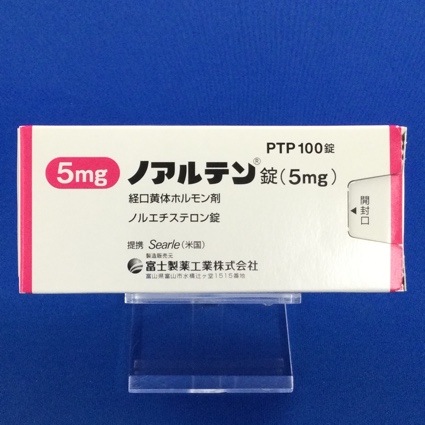 PTP 100錠
5mg ノアルテン®錠(5mg)
経口黄体ホルモン剤
ノルエチステロン錠
提携 Searle(米国)
製造販売元
富士製薬工業株式会社
富山県富山市水橋辻ヶ堂1515番地
開封口